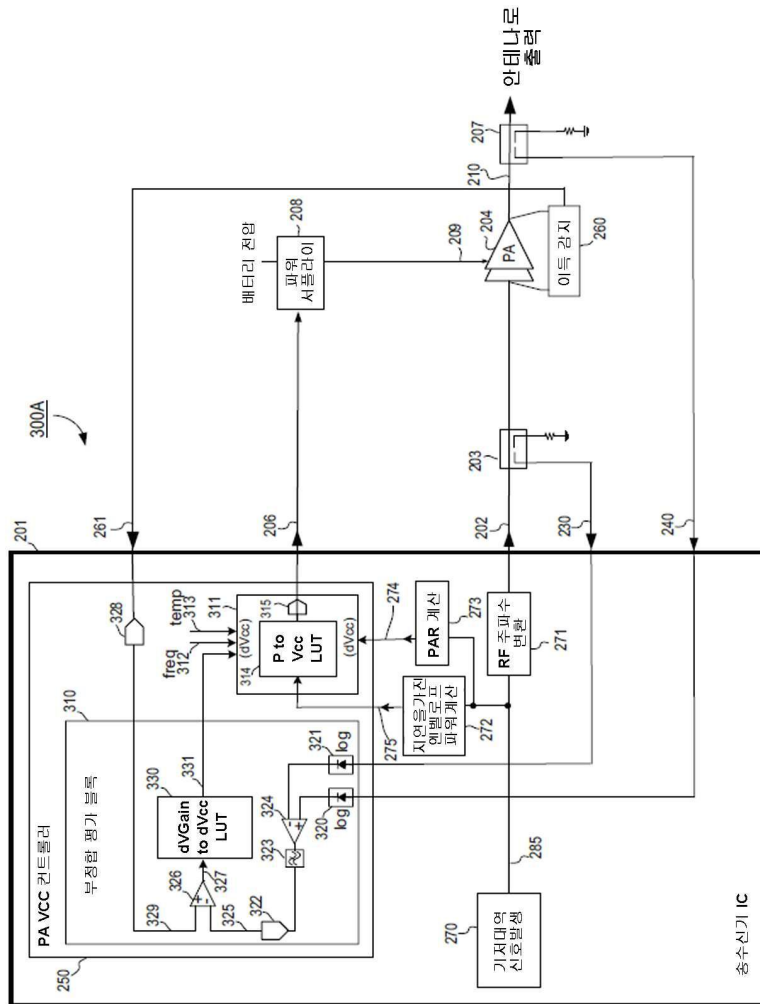 300A
201
PA VCC 컨트롤러
250
부정합 평가 블록
310
328
261
329
326
327
325
322
330
dVGain
to dVcc
LUT
331
323
324
320
321
log
log
freq
312
temp
313
311
(dVcc)
314
P to
Vcc
LUT
315
(dVcc)
206
배터리 전압
파워
서플라이
208
209
275
지연을가진
엔벨로프
파워계산
272
274
PAR 계산
273
RF 주파수
변환
271
202
203
230
240
PA
204
이득 감지
260
210
207
안테나로
출력
270
기저대역
신호발생
285
송수신기 IC